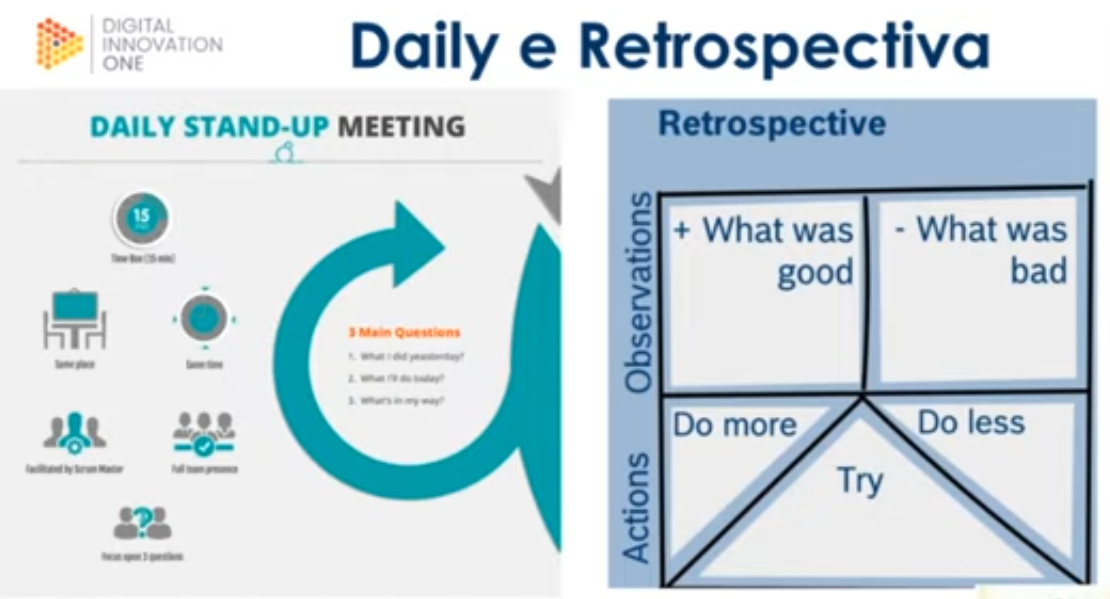 DIGITAL
INNOVATION
ONE
Daily e Retrospectiva
DAILY STAND-UP MEETING
15
Time Box (15 min)
Same place
Same time
Facilitated by Scrum Master
Full team presence
Focus upon 3 questions
3 Main Questions
1. What i did yeasterday?
2. What I'll do today?
3. What's in my way?
Retrospective
Observations
+ What was
good
- What was
bad
Actions
Do more
Try
Do less